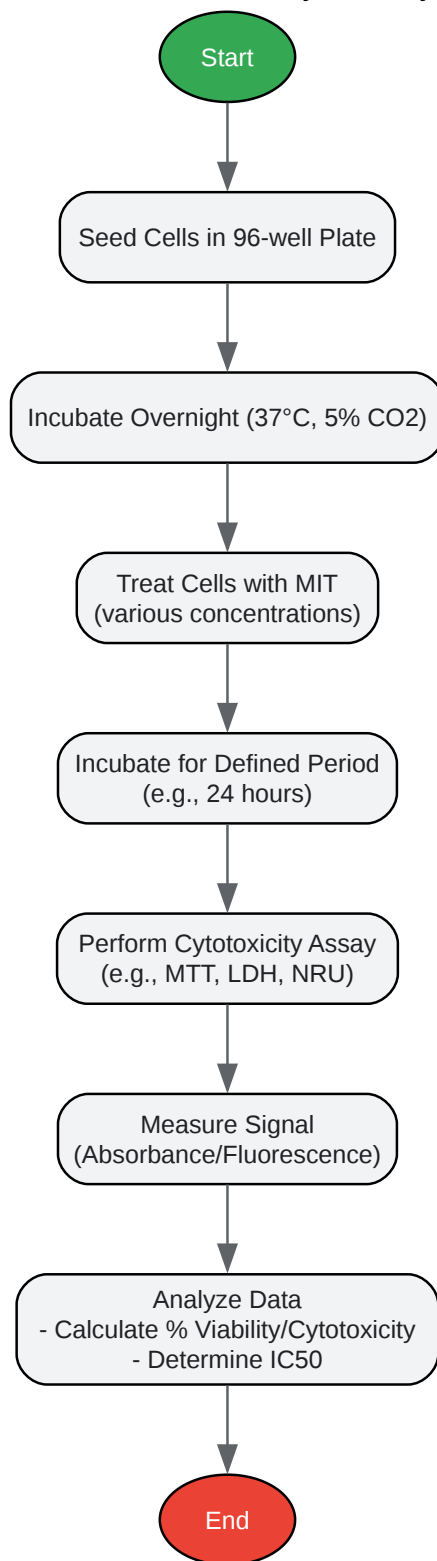 Start
Seed Cells in 96-well Plate
Incubate Overnight (37°C, 5% CO2)
Treat Cells with MIT
(various concentrations)
Incubate for Defined Period
(e.g., 24 hours)
Perform Cytotoxicity Assay
(e.g., MTT, LDH, NRU)
Measure Signal
(Absorbance/Fluorescence)
Analyze Data
- Calculate % Viability/Cytotoxicity
- Determine IC50
End